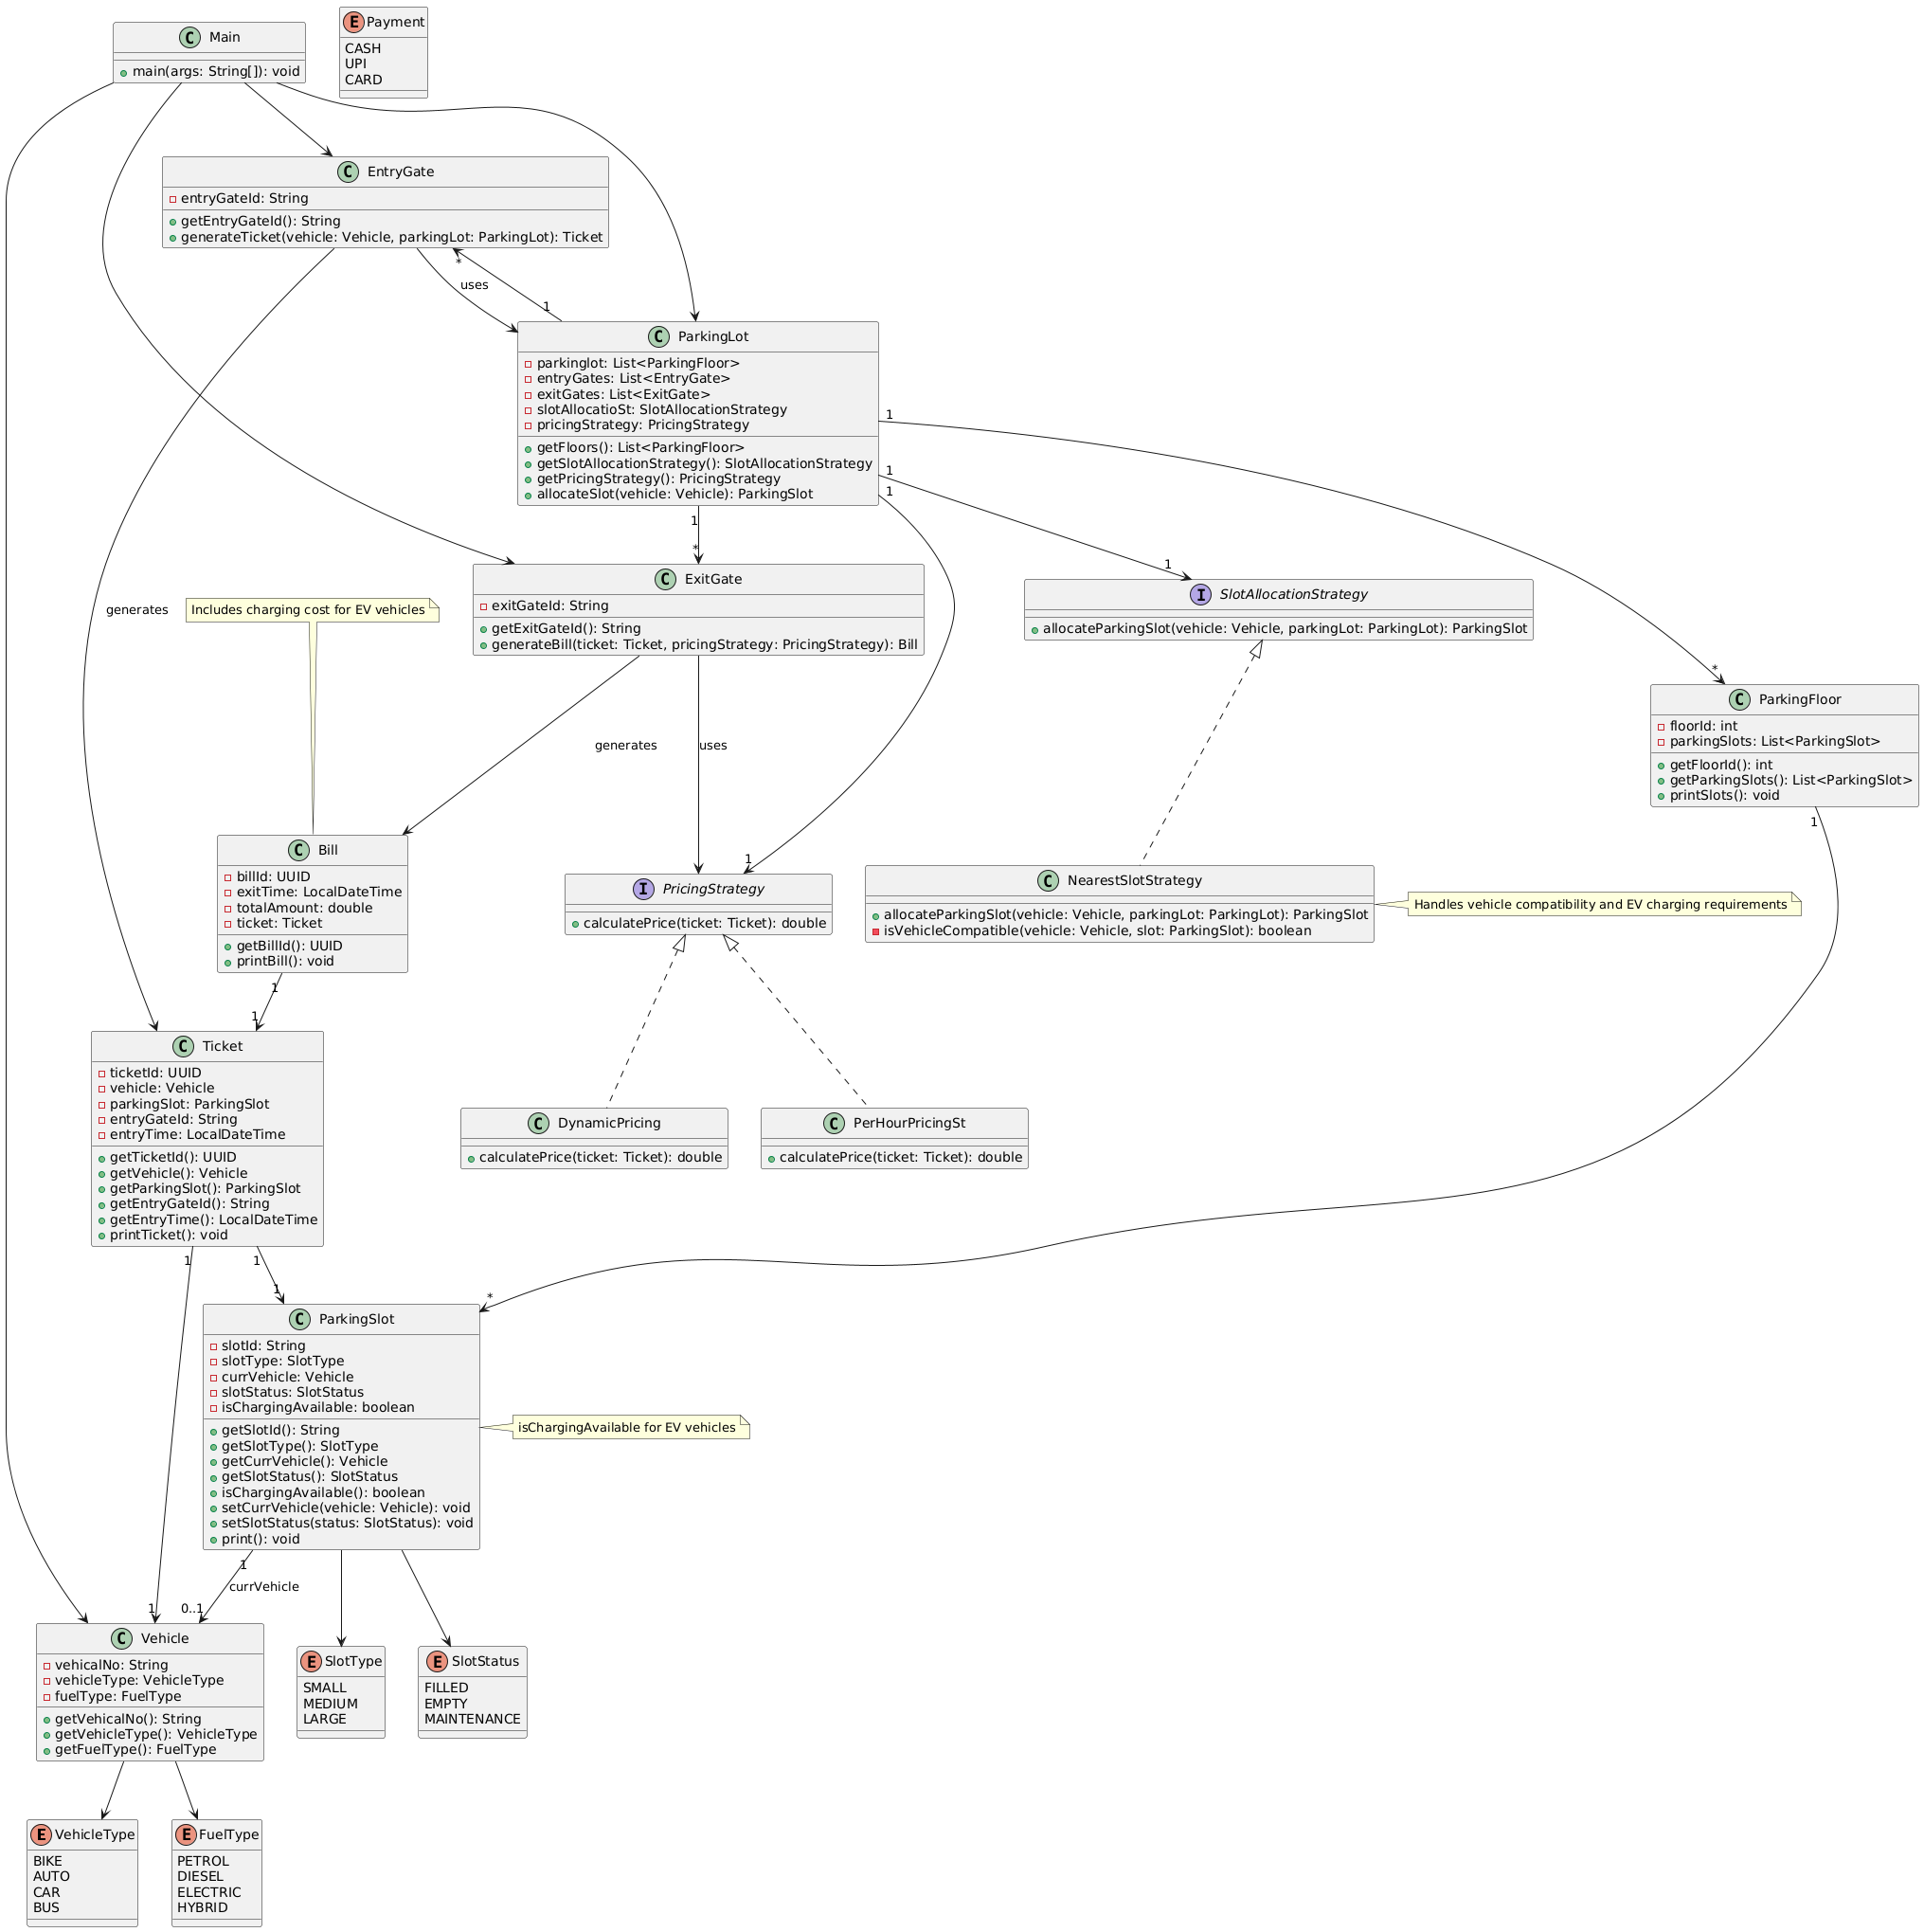 Main
main(args: String[]): void
Payment
CASH
UPI
CARD
EntryGate
entryGateId: String
getEntryGateId(): String
generateTicket(vehicle: Vehicle, parkingLot: ParkingLot): Ticket
*
uses
1
ParkingLot
parkinglot: List<ParkingFloor>
entryGates: List<EntryGate>
exitGates: List<ExitGate>
slotAllocatioSt: SlotAllocationStrategy
pricingStrategy: PricingStrategy
getFloors(): List<ParkingFloor>
getSlotAllocationStrategy(): SlotAllocationStrategy
getPricingStrategy(): PricingStrategy
allocateSlot(vehicle: Vehicle): ParkingSlot
1
1
1
1
*
1
*
ExitGate
exitGateId: String
getExitGateId(): String
generateBill(ticket: Ticket, pricingStrategy: PricingStrategy): Bill
SlotAllocationStrategy
allocateParkingSlot(vehicle: Vehicle, parkingLot: ParkingLot): ParkingSlot
generates
Includes charging cost for EV vehicles
ParkingFloor
floorId: int
parkingSlots: List<ParkingSlot>
getFloorId(): int
getParkingSlots(): List<ParkingSlot>
printSlots(): void
generates
uses
1
1
Bill
billId: UUID
exitTime: LocalDateTime
totalAmount: double
ticket: Ticket
getBillId(): UUID
printBill(): void
PricingStrategy
calculatePrice(ticket: Ticket): double
NearestSlotStrategy
allocateParkingSlot(vehicle: Vehicle, parkingLot: ParkingLot): ParkingSlot
isVehicleCompatible(vehicle: Vehicle, slot: ParkingSlot): boolean
Handles vehicle compatibility and EV charging requirements
1
1
Ticket
ticketId: UUID
vehicle: Vehicle
parkingSlot: ParkingSlot
entryGateId: String
entryTime: LocalDateTime
getTicketId(): UUID
getVehicle(): Vehicle
getParkingSlot(): ParkingSlot
getEntryGateId(): String
getEntryTime(): LocalDateTime
printTicket(): void
DynamicPricing
calculatePrice(ticket: Ticket): double
PerHourPricingSt
calculatePrice(ticket: Ticket): double
1
1
1
*
ParkingSlot
slotId: String
slotType: SlotType
currVehicle: Vehicle
slotStatus: SlotStatus
isChargingAvailable: boolean
getSlotId(): String
getSlotType(): SlotType
getCurrVehicle(): Vehicle
getSlotStatus(): SlotStatus
isChargingAvailable(): boolean
setCurrVehicle(vehicle: Vehicle): void
setSlotStatus(status: SlotStatus): void
print(): void
isChargingAvailable for EV vehicles
1
currVehicle
1
0..1
Vehicle
vehicalNo: String
vehicleType: VehicleType
fuelType: FuelType
getVehicalNo(): String
getVehicleType(): VehicleType
getFuelType(): FuelType
SlotType
SMALL
MEDIUM
LARGE
SlotStatus
FILLED
EMPTY
MAINTENANCE
VehicleType
BIKE
AUTO
CAR
BUS
FuelType
PETROL
DIESEL
ELECTRIC
HYBRID